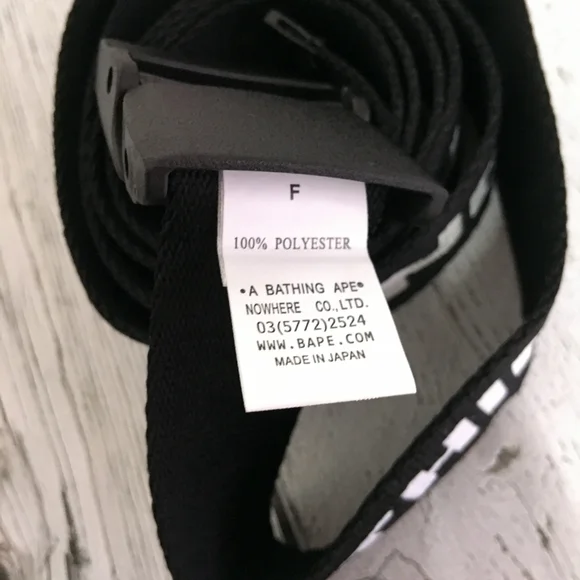 F
100% POLYESTER
•A BATHING APE•
NOWHERE CO.,LTD.
03(5772)2524
WWW.BAPE.COM
MADE IN JAPAN